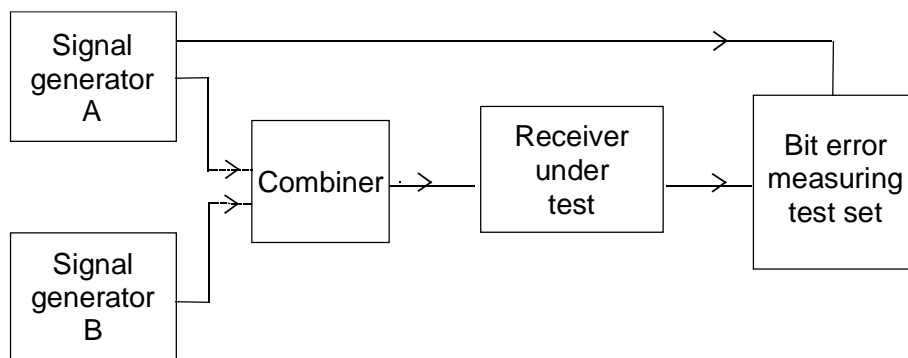 Signal
generator
A
Combiner
Receiver
under
test
Bit error
measuring
test set
Signal
generator
B